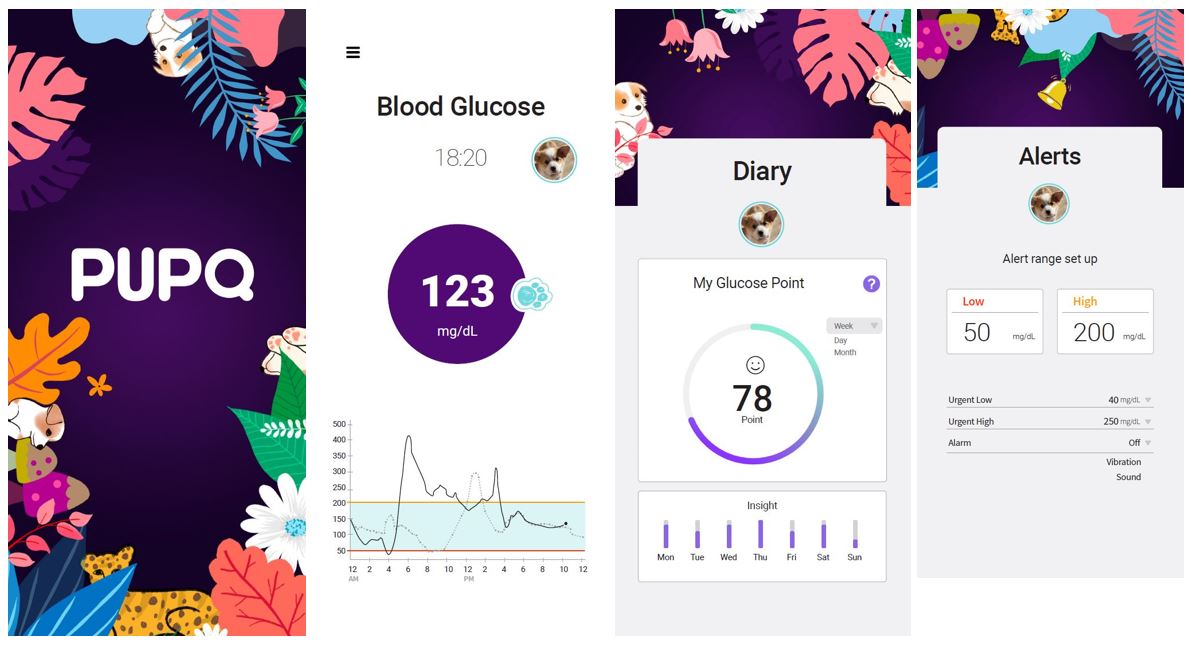 PUPQ
Blood Glucose
18:20
123
mg/dL
500
400
350
300
250
200
150
100
50
12 2 4 6 8 10 12 2 4 6 8 10 12
AM PM
Diary
My Glucose Point
?
Week
Day
Month
78
Point
Insight
Mon Tue Wed Thu Fri Sat Sun
Alerts
Alert range set up
Low High
50 mg/dL 200 mg/dL
Urgent Low 40 mg/dL
Urgent High 250 mg/dL
Alarm Off
Vibration
Sound